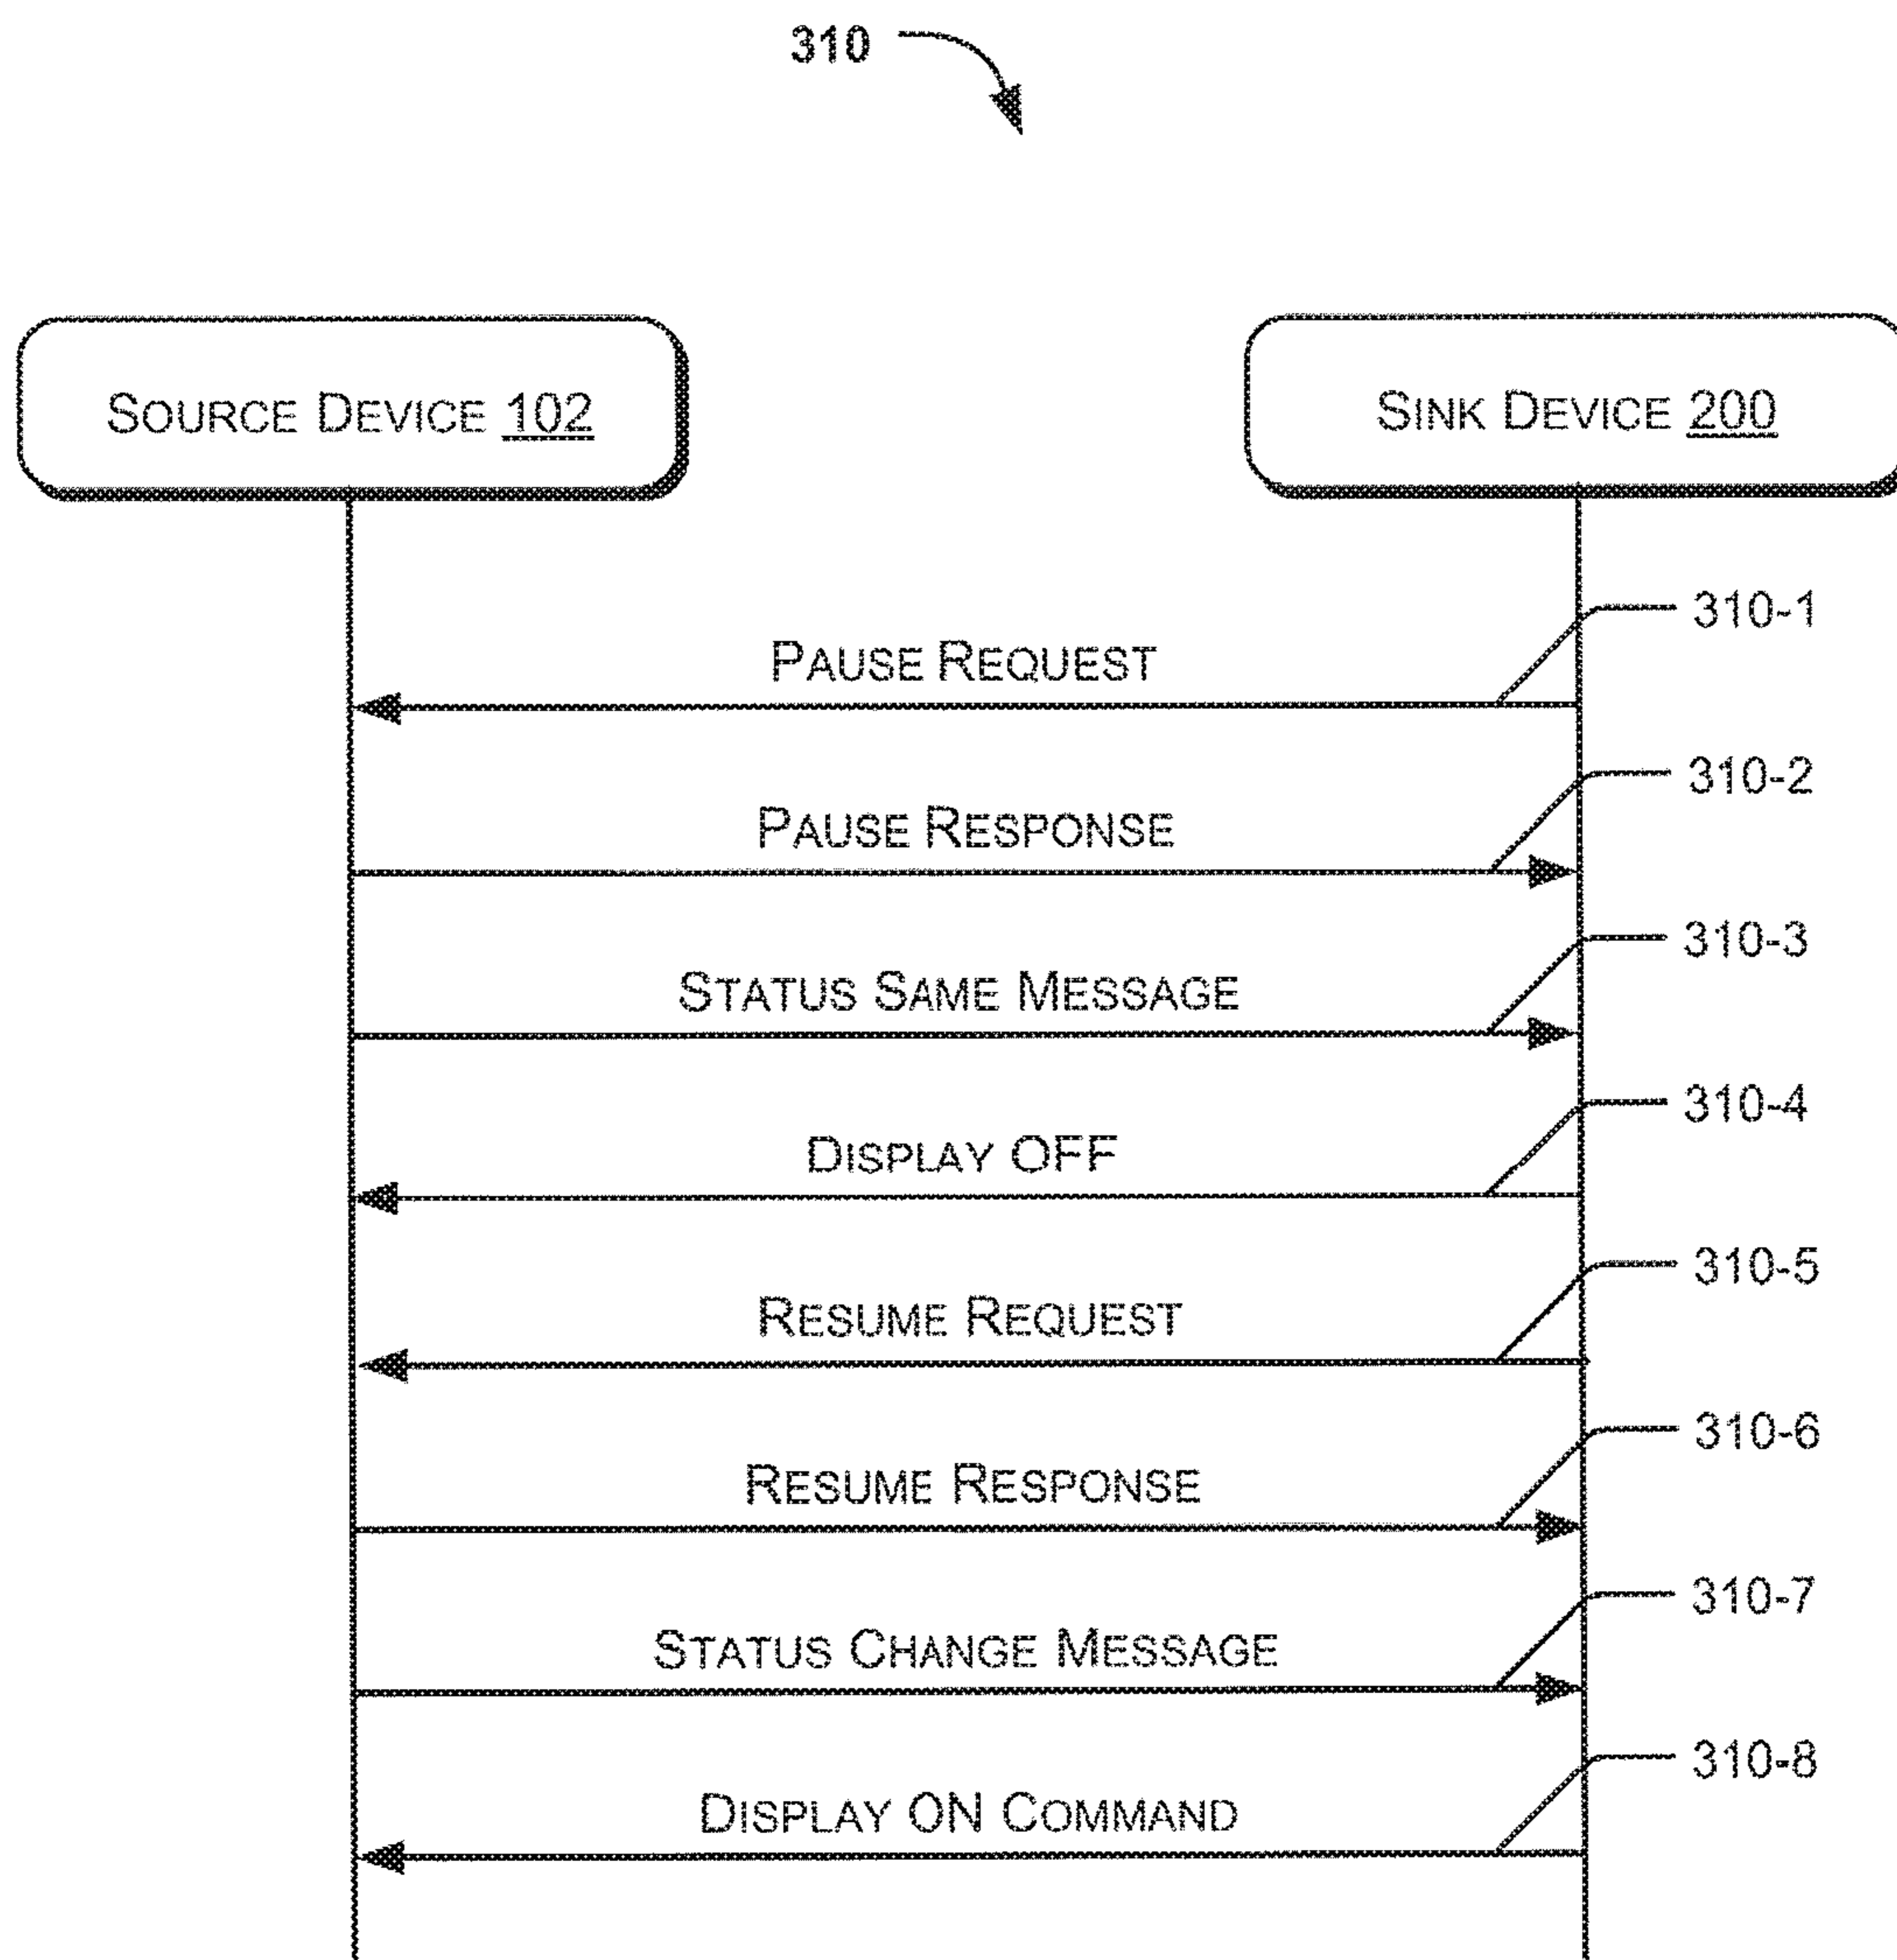 310
SOURCE DEVICE 102
SINK DEVICE 200
310-1
PAUSE REQUEST
310-2
PAUSE RESPONSE
310-3
STATUS SAME MESSAGE
310-4
DISPLAY OFF
310-5
RESUME REQUEST
310-6
RESUME RESPONSE
310-7
STATUS CHANGE MESSAGE
310-8
DISPLAY ON COMMAND